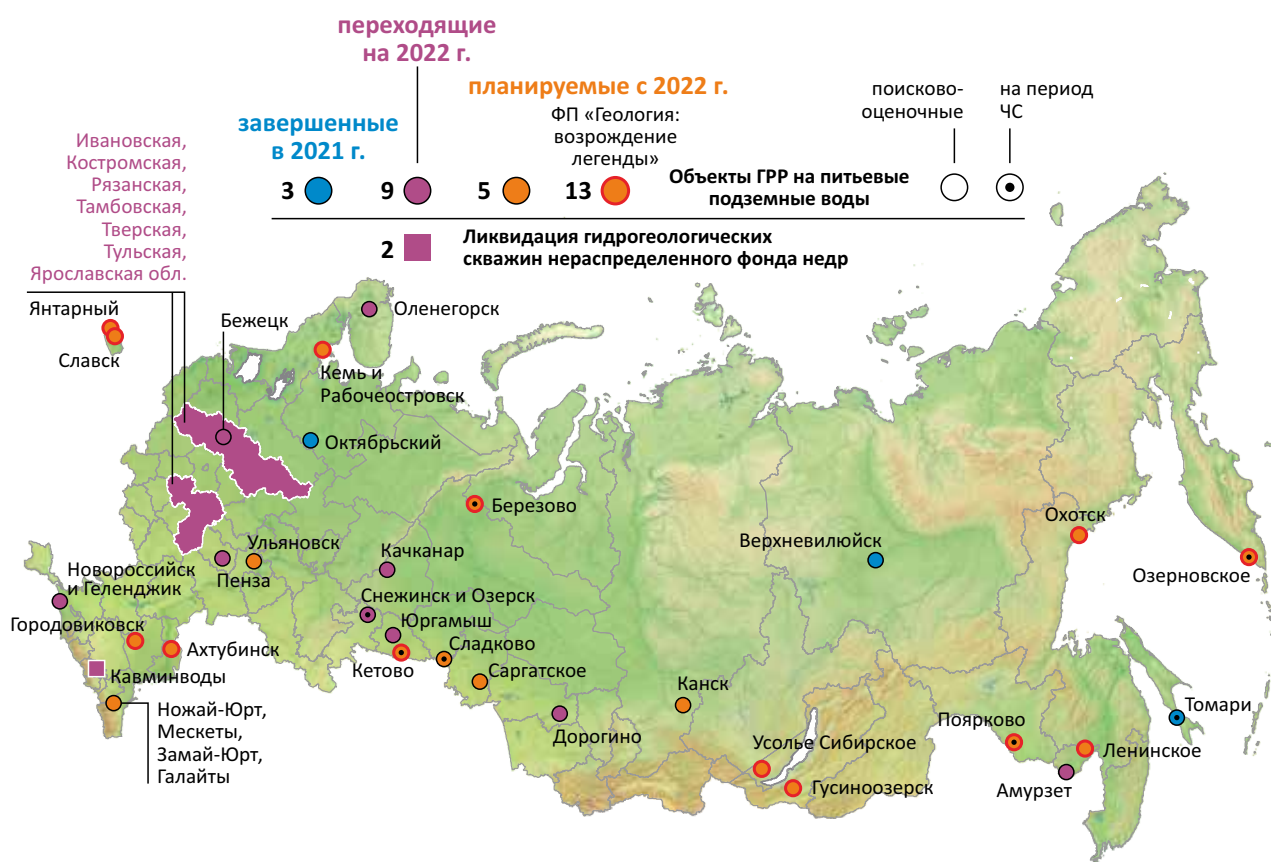 переходящие
на 2022 г.
планируемые с 2022 г.
ФП «Геология:
возрождение
легенды»
завершенные
в 2021 г.
поисково-
оценочные
на период
ЧС
3
9
5
13
Объекты ГРР на питьевые
подземные воды
2
Ликвидация гидрогеологических
скважин нераспределенного фонда недр
Ивановская,
Костромская,
Рязанская,
Тамбовская,
Тверская,
Тульская,
Ярославская обл.
Янтарный
Славск
Бежецк
Оленегорск
Кемь и
Рабочеостровск
Октябрьский
Березово
Ульяновск
Пенза
Качканар
Верхневилюйск
Охотск
Озерновское
Новороссийск
и Геленджик
Снежинск и Озерск
Городовиковск
Юргамыш
Ахтубинск
Сладково
Кетово
Кавминводы
Саргатское
Канск
Ножай-Юрт,
Мескеты,
Замай-Юрт,
Галайты
Дорогино
Усолье Сибирское
Гусиноозерск
Поярково
Томари
Ленинское
Амурзет